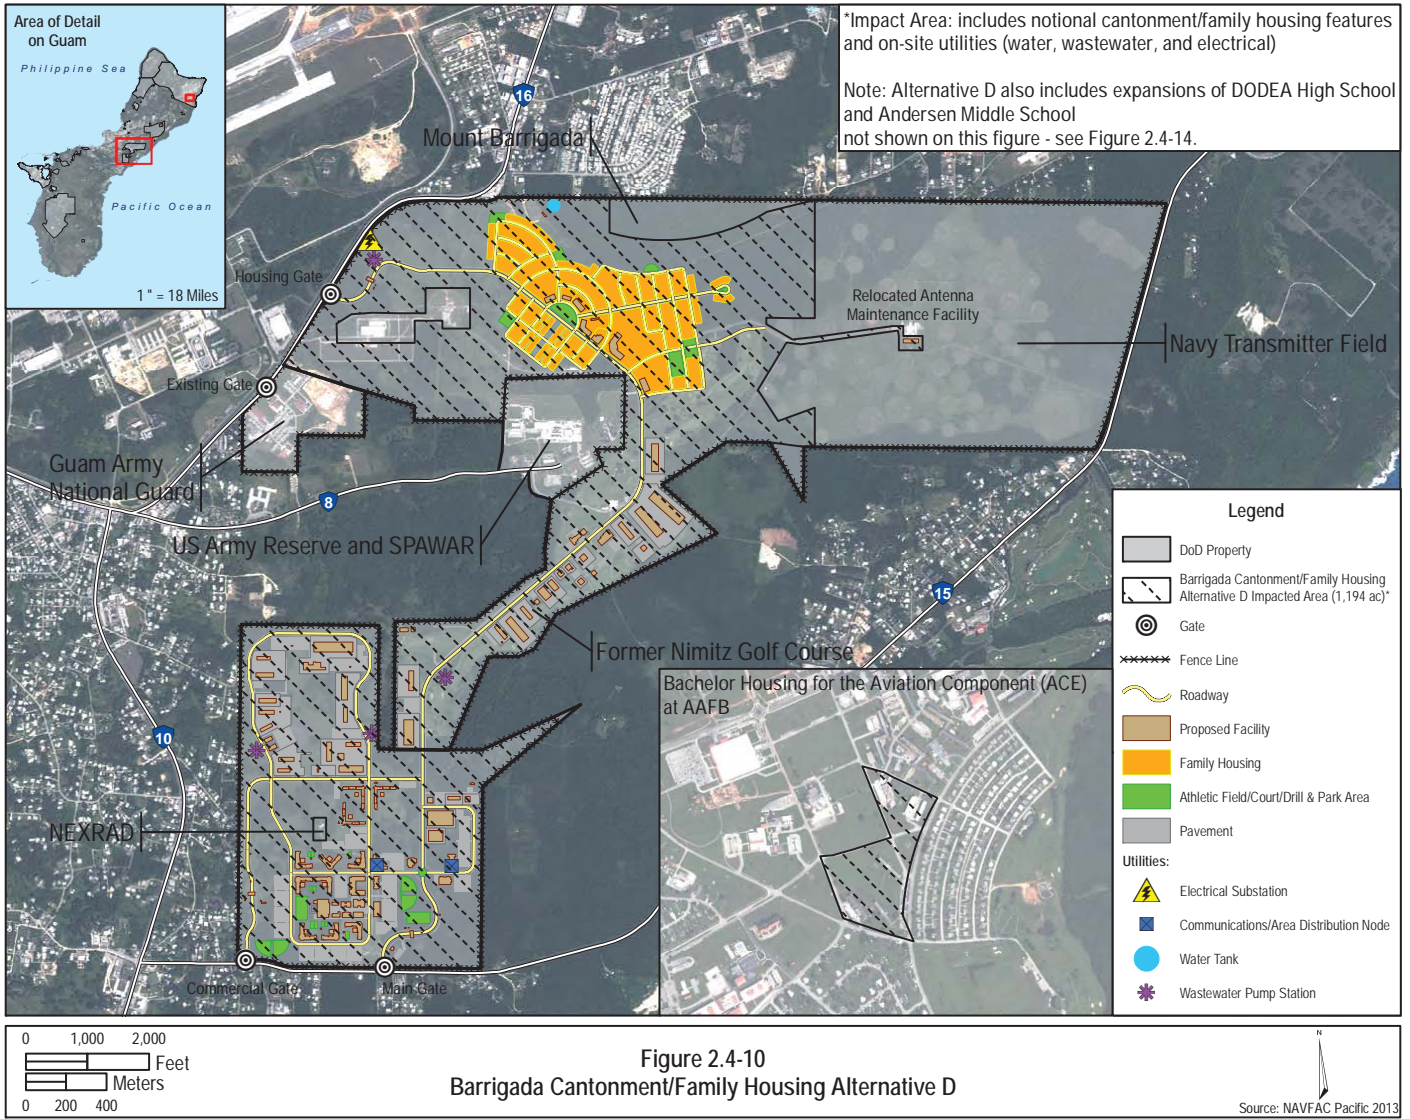 Area of Detail
on Guam
Philippine Sea
Pacific Ocean
1 " = 18 Miles
*Impact Area: includes notional cantonment/family housing features
and on-site utilities (water, wastewater, and electrical)
Note: Alternative D also includes expansions of DODEA High School
and Andersen Middle School
not shown on this figure - see Figure 2.4-14.
16
Mount Barrigada
Housing Gate
Relocated Antenna
Maintenance Facility
Navy Transmitter Field
Existing Gate
Guam Army
National Guard
8
US Army Reserve and SPAWAR
15
Former Nimitz Golf Course
10
NEXRAD
Commercial Gate
Main Gate
Bachelor Housing for the Aviation Component (ACE)
at AAFB
Legend
DoD Property
Barrigada Cantonment/Family Housing
Alternative D Impacted Area (1,194 ac)*
Gate
Fence Line
Roadway
Proposed Facility
Family Housing
Athletic Field/Court/Drill & Park Area
Pavement
Utilities:
Electrical Substation
Communications/Area Distribution Node
Water Tank
Wastewater Pump Station
0 1,000 2,000
Feet
Meters
0 200 400
Figure 2.4-10
Barrigada Cantonment/Family Housing Alternative D
N
Source: NAVFAC Pacific 2013